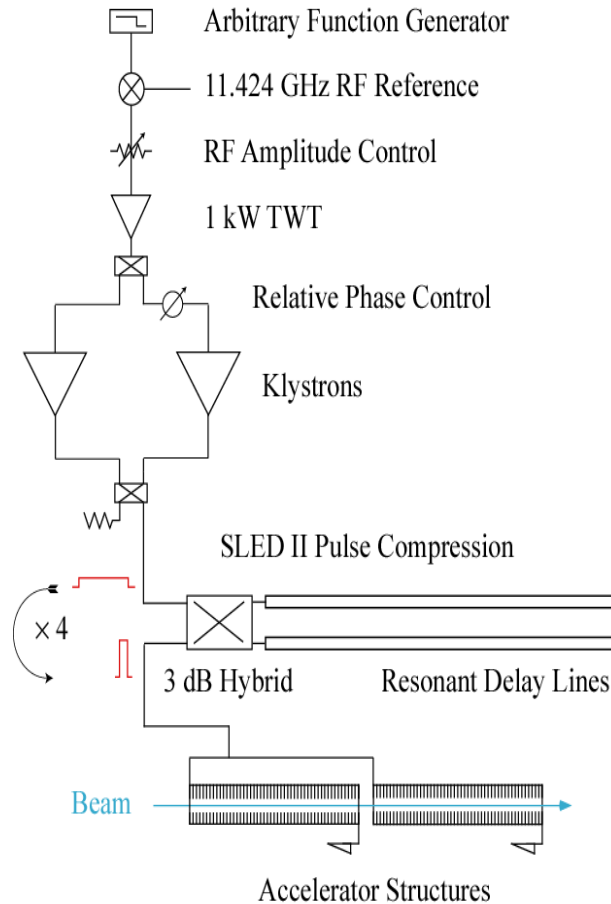 Arbitrary Function Generator
11.424 GHz RF Reference
RF Amplitude Control
1 kW TWT
Relative Phase Control
Klystrons
SLED II Pulse Compression
× 4
3 dB Hybrid
Resonant Delay Lines
Beam
Accelerator Structures